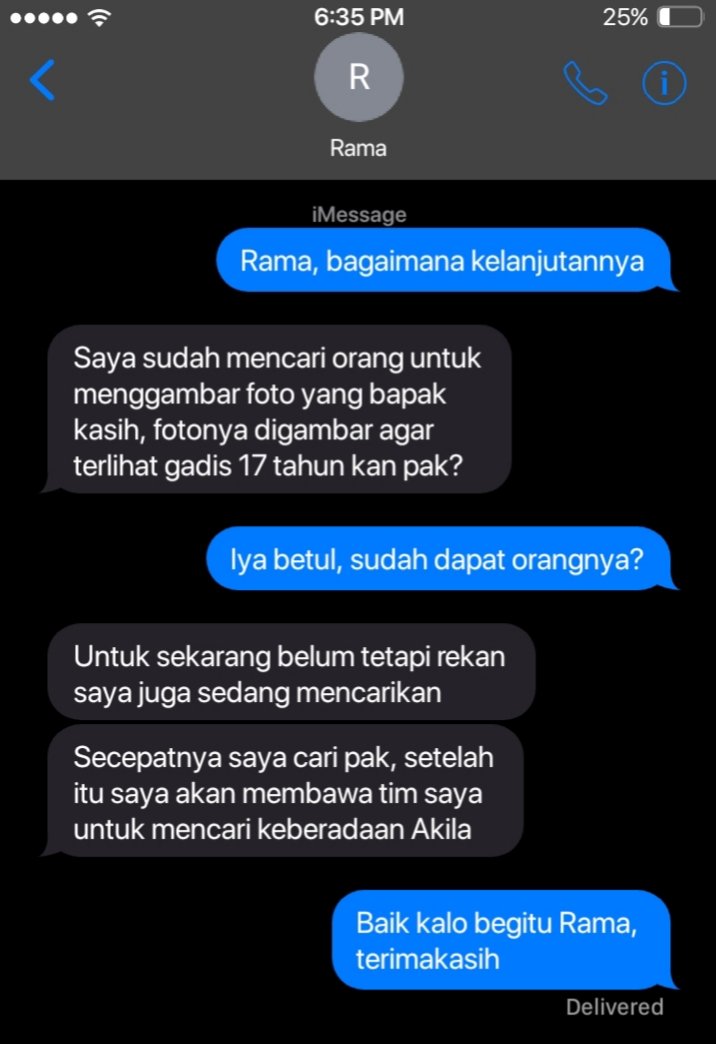 6:35 PM
25%
R
Rama
iMessage
Rama, bagaimana kelanjutannya
Saya sudah mencari orang untuk
menggambar foto yang bapak
kasih, fotonya digambar agar
terlihat gadis 17 tahun kan pak?
Iya betul, sudah dapat orangnya?
Untuk sekarang belum tetapi rekan
saya juga sedang mencarikan
Secepatnya saya cari pak, setelah
itu saya akan membawa tim saya
untuk mencari keberadaan Akila
Baik kalo begitu Rama,
terimakasih
Delivered